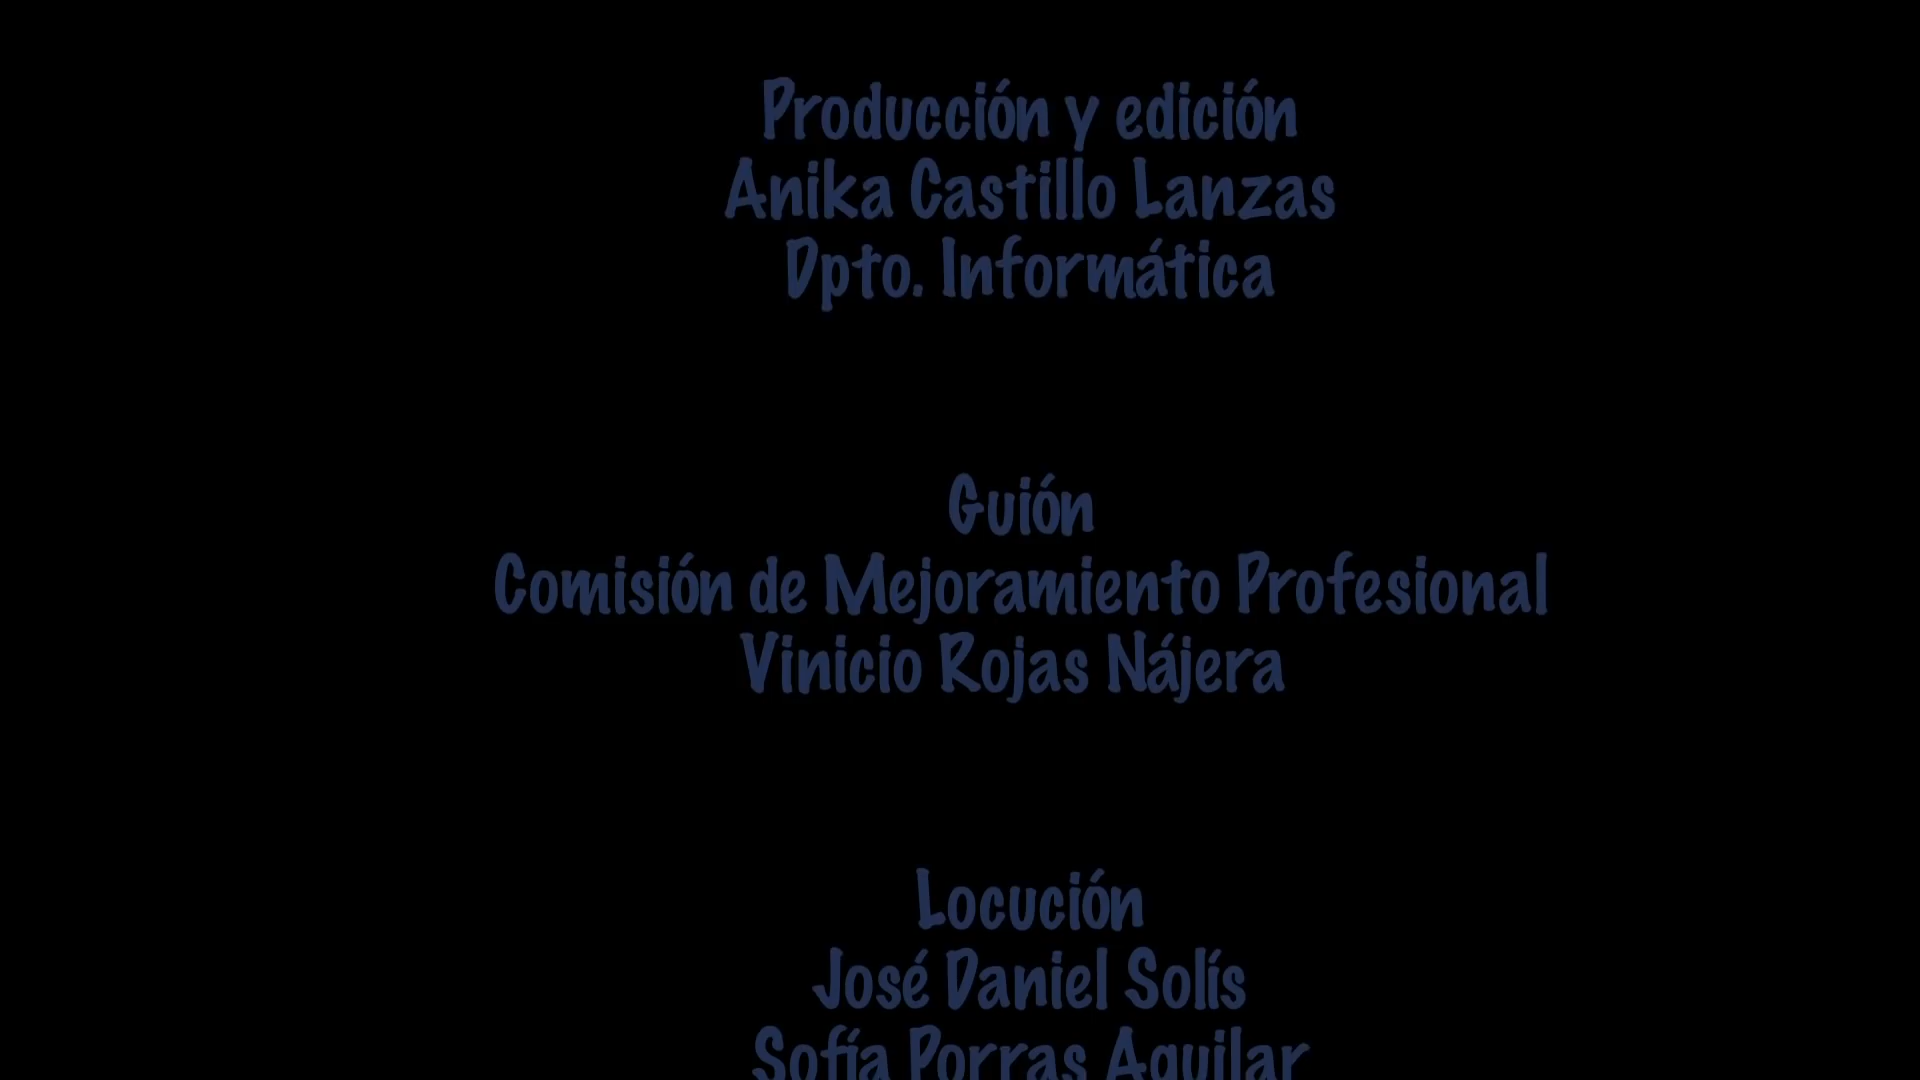 Producción y edición
Anika Castillo Lanzas
Dpto. Informática
Guión
Comisión de Mejoramiento Profesional
Vinicio Rojas Nájera
Locución
José Daniel Solís
Sofía Porras Aguilar